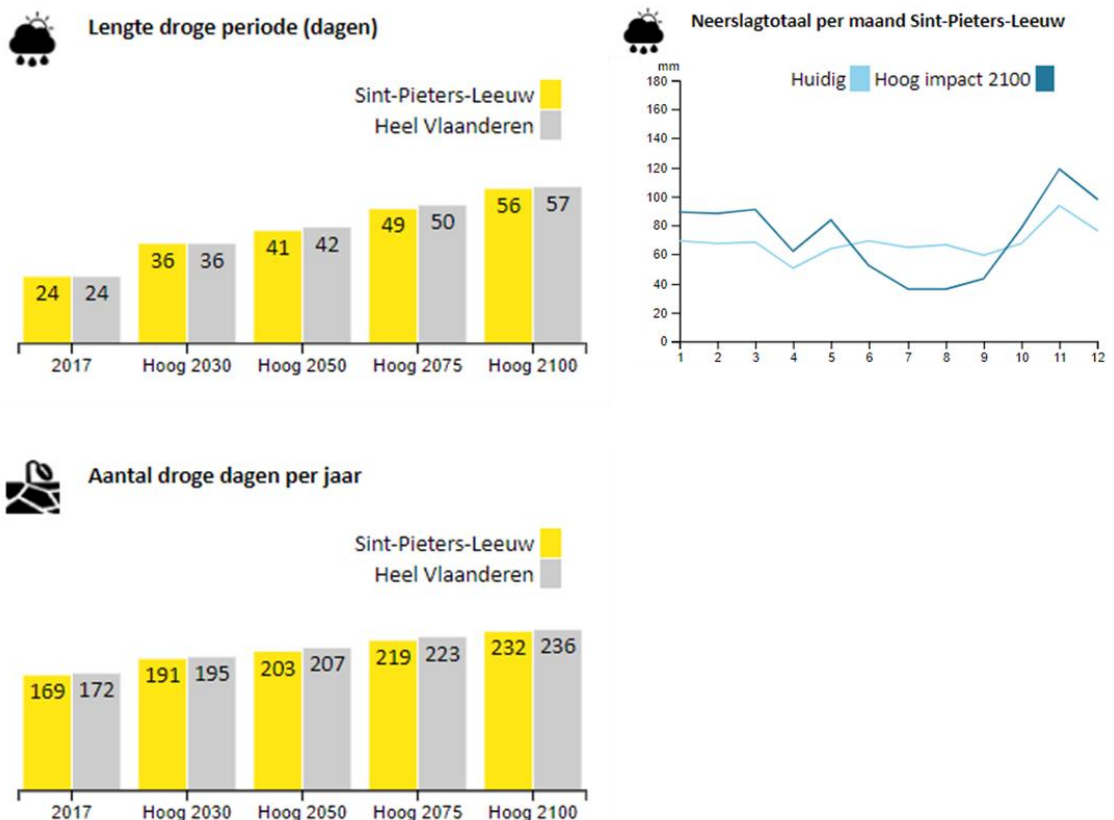 Lengte droge periode (dagen)
Sint-Pieters-Leeuw
Heel Vlaanderen
24 24 36 36 41 42 49 50 56 57
2017 Hoog 2030 Hoog 2050 Hoog 2075 Hoog 2100
Neerslagtotaal per maand Sint-Pieters-Leeuw
mm
Huidig Hoog impact 2100
180
160
140
120
100
80
60
40
20
0
1 2 3 4 5 6 7 8 9 10 11 12
Aantal droge dagen per jaar
Sint-Pieters-Leeuw
Heel Vlaanderen
169 172 191 195 203 207 219 223 232 236
2017 Hoog 2030 Hoog 2050 Hoog 2075 Hoog 2100